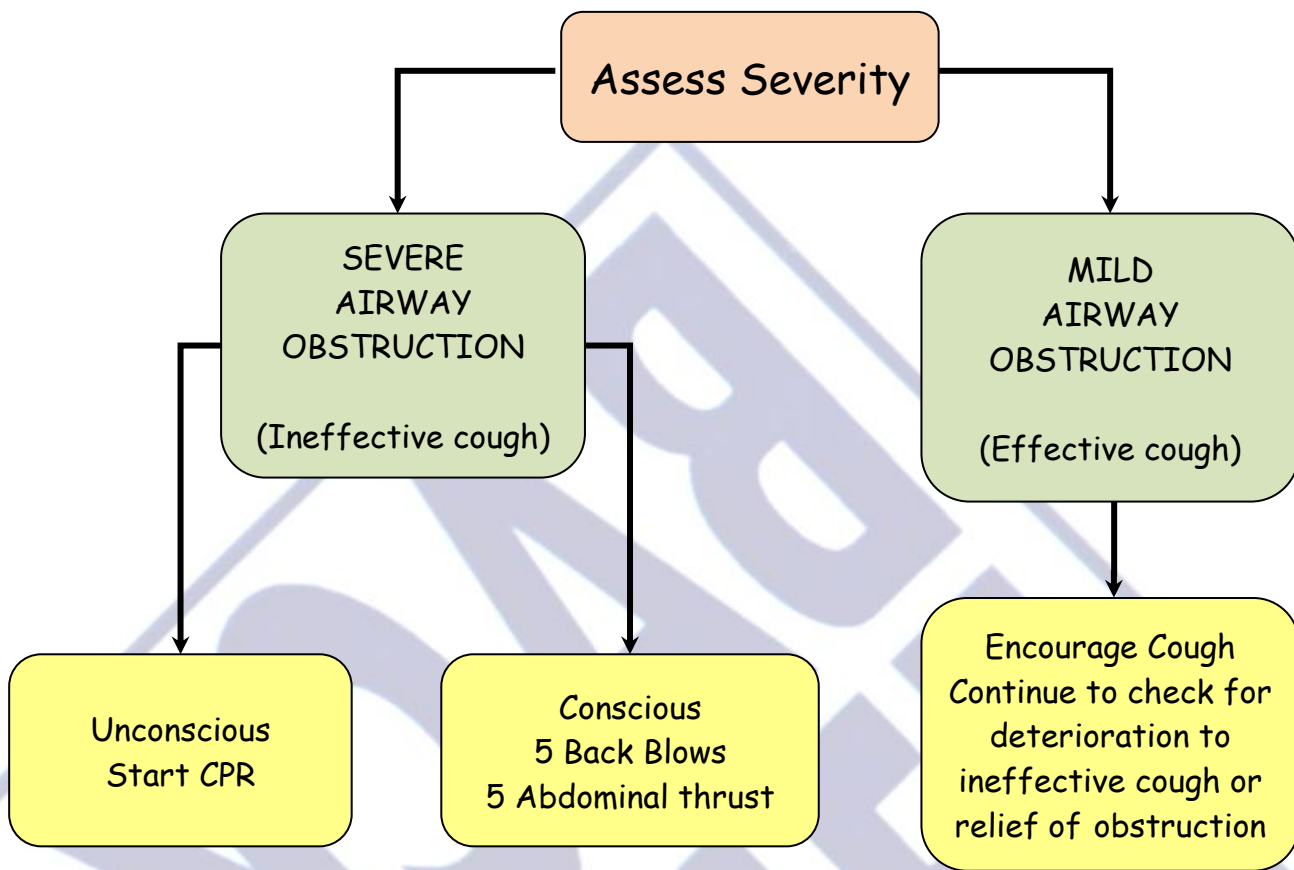 Assess Severity
SEVERE
AIRWAY
OBSTRUCTION
(Ineffective cough)
MILD
AIRWAY
OBSTRUCTION
(Effective cough)
Unconscious
Start CPR
Conscious
5 Back Blows
5 Abdominal thrust
Encourage Cough
Continue to check for
deterioration to
ineffective cough or
relief of obstruction